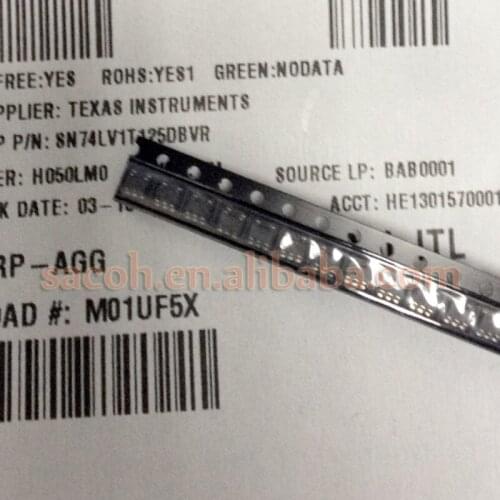 FREE:YES ROHS:YES1 GREEN:NODATA
PPLIER: TEXAS INSTRUMENTS
P P/N: SN74LV1T125DBVR
ER: H050LM0 SOURCE LP: BAB0001
K DATE: 03- ACCT: HE1301570001
RP-AGG ITL
sacoh.en.alibaba.com
OAD #: M01UF5X